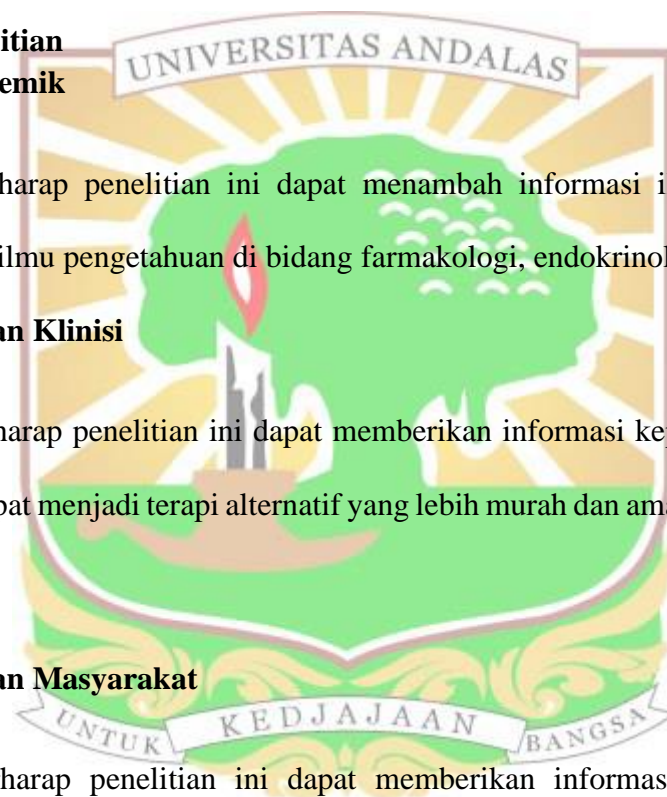 itian
UNIVERSITAS ANDALAS
emik
harap penelitian ini dapat menambah informasi i
ilmu pengetahuan di bidang farmakologi, endokrinol
an Klinisi
harap penelitian ini dapat memberikan informasi kep
pat menjadi terapi alternatif yang lebih murah dan ama
an Masyarakat
UNTUK KEDJAJAAN BANGSA
harap penelitian ini dapat memberikan informas